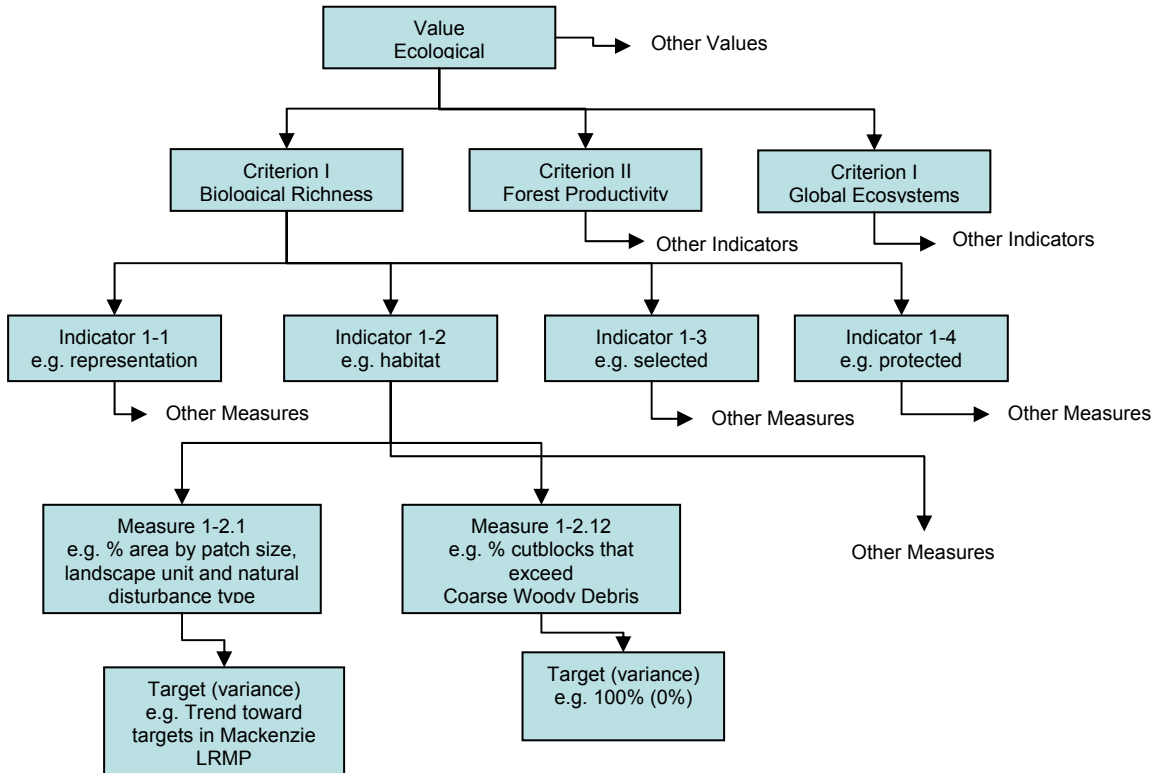 Value
Ecological
Other Values
Criterion I
Biological Richness
Criterion II
Forest Productivity
Criterion I
Global Ecosystems
Other Indicators
Other Indicators
Indicator 1-1
e.g. representation
Indicator 1-2
e.g. habitat
Indicator 1-3
e.g. selected
Indicator 1-4
e.g. protected
Other Measures
Other Measures
Other Measures
Measure 1-2.1
e.g. % area by patch size,
landscape unit and natural
disturbance type
Measure 1-2.12
e.g. % cutblocks that
exceed
Coarse Woody Debris
Other Measures
Target (variance)
e.g. Trend toward
targets in Mackenzie
LRMP
Target (variance)
e.g. 100% (0%)